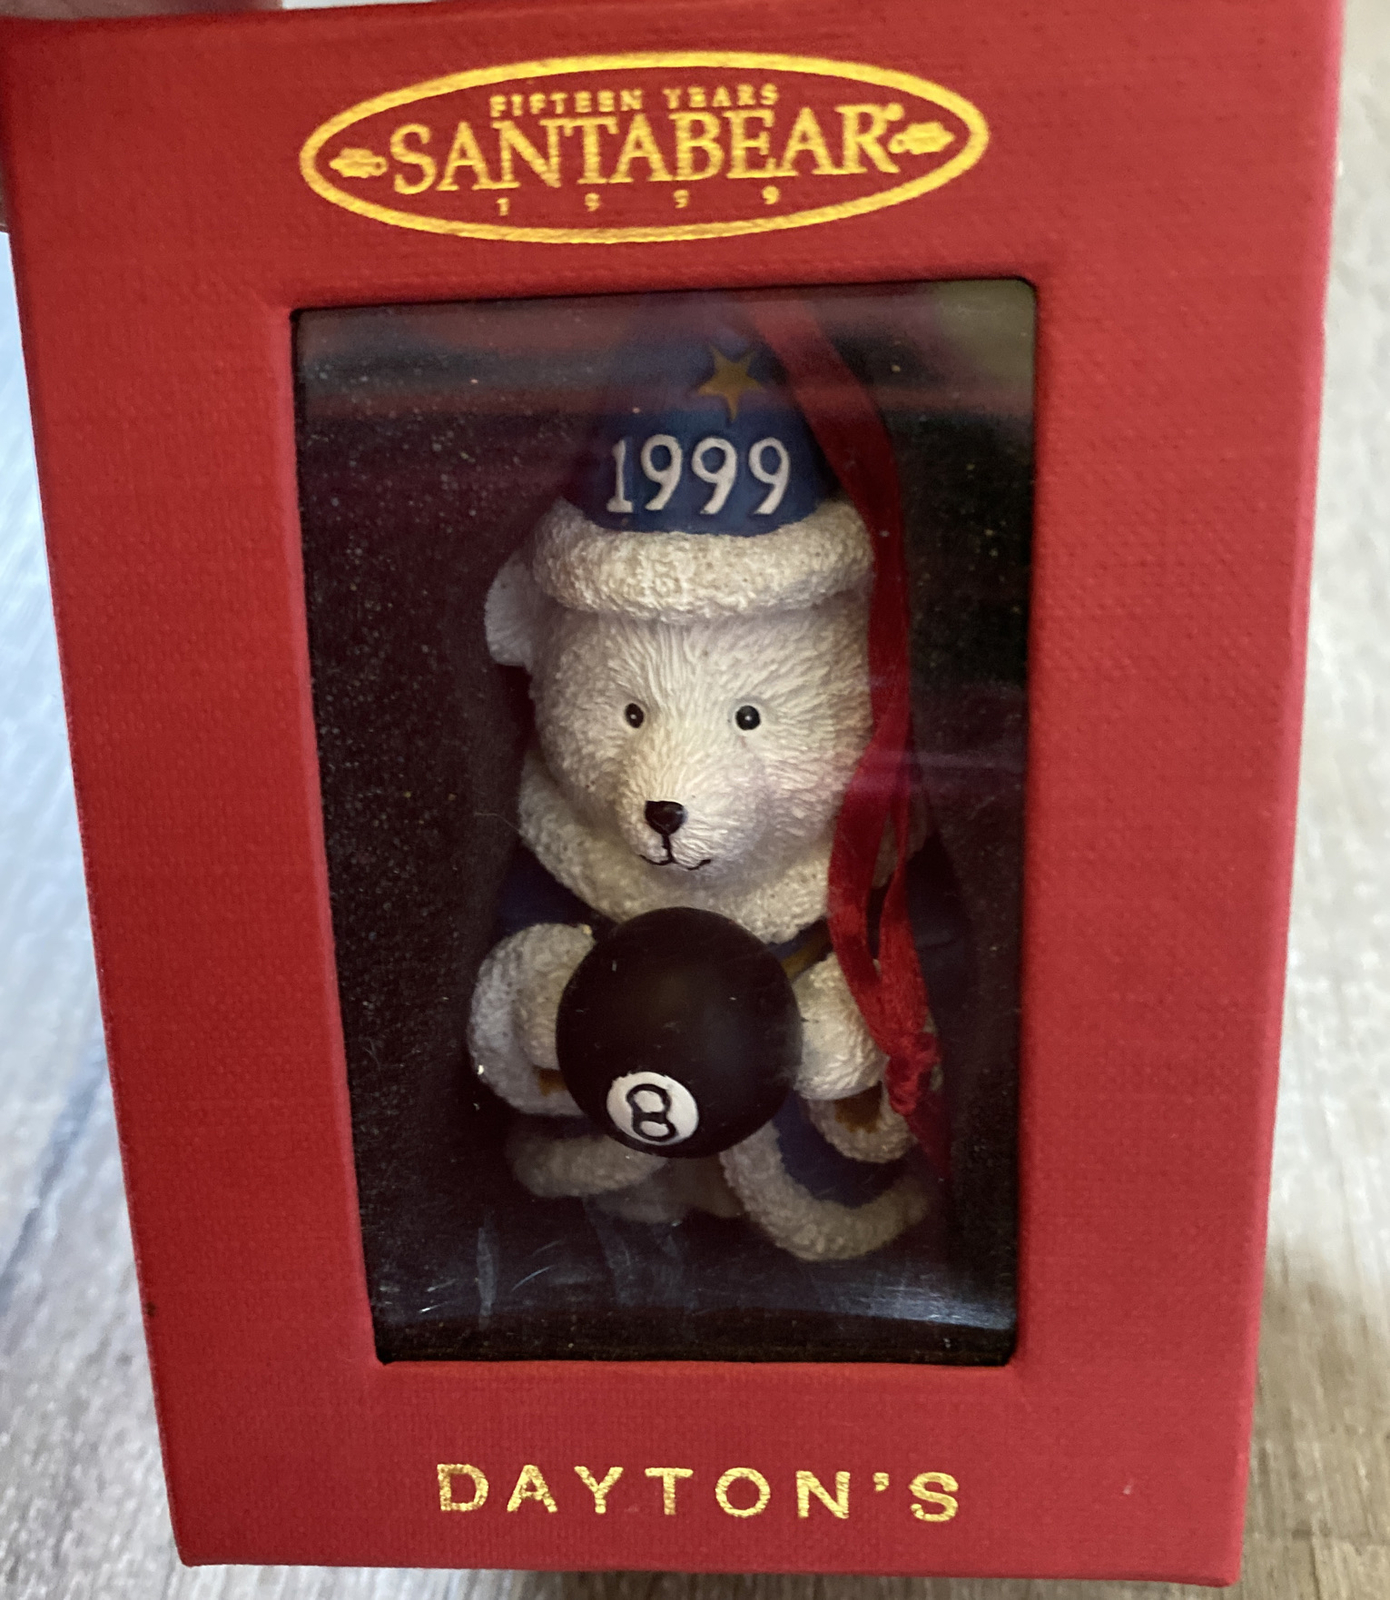 FIFTEEN YEARS
SANTABEAR®
1999
1999
8
DAYTON'S